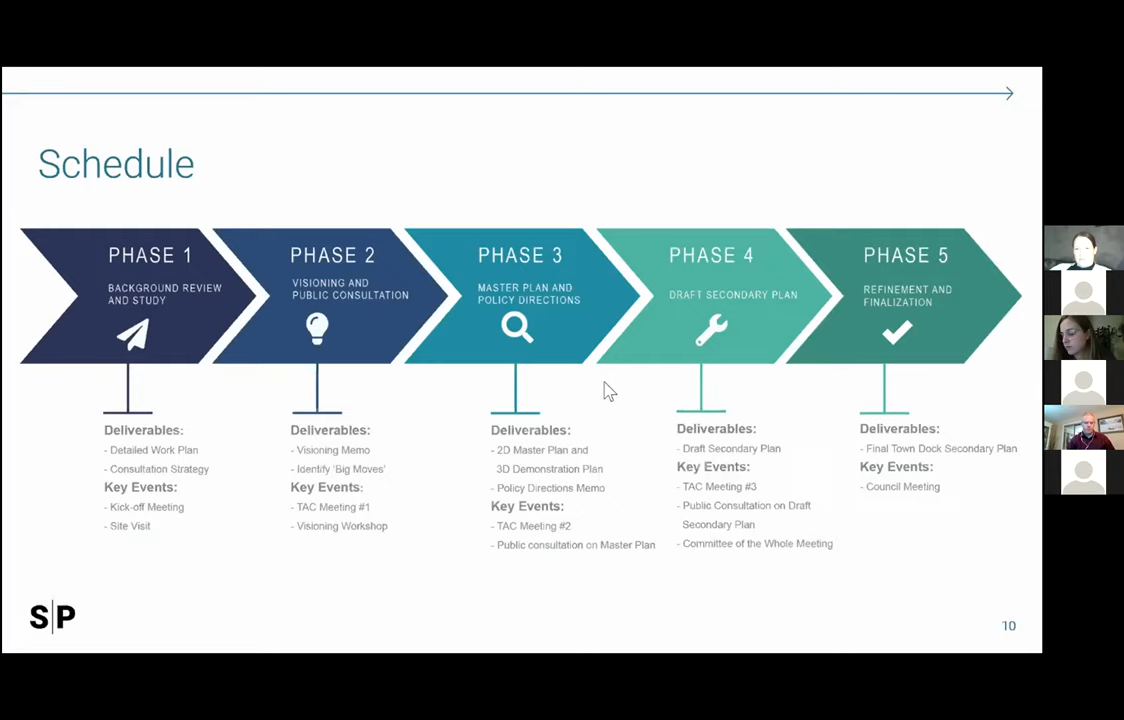 Schedule
PHASE 1
BACKGROUND REVIEW
AND STUDY
PHASE 2
VISIONING AND
PUBLIC CONSULTATION
PHASE 3
MASTER PLAN AND
POLICY DIRECTIONS
PHASE 4
DRAFT SECONDARY PLAN
PHASE 5
REFINEMENT AND
FINALIZATION
Deliverables:
- Detailed Work Plan
- Consultation Strategy
Key Events:
- Kick-off Meeting
- Site Visit
Deliverables:
- Visioning Memo
- Identify 'Big Moves'
Key Events:
- TAC Meeting #1
- Visioning Workshop
Deliverables:
- 2D Master Plan and
3D Demonstration Plan
- Policy Directions Memo
Key Events:
- TAC Meeting #2
- Public consultation on Master Plan
Deliverables:
- Draft Secondary Plan
Key Events:
- TAC Meeting #3
- Public Consultation on Draft
Secondary Plan
- Committee of the Whole Meeting
Deliverables:
- Final Town Dock Secondary Plan
Key Events:
- Council Meeting
S|P
10